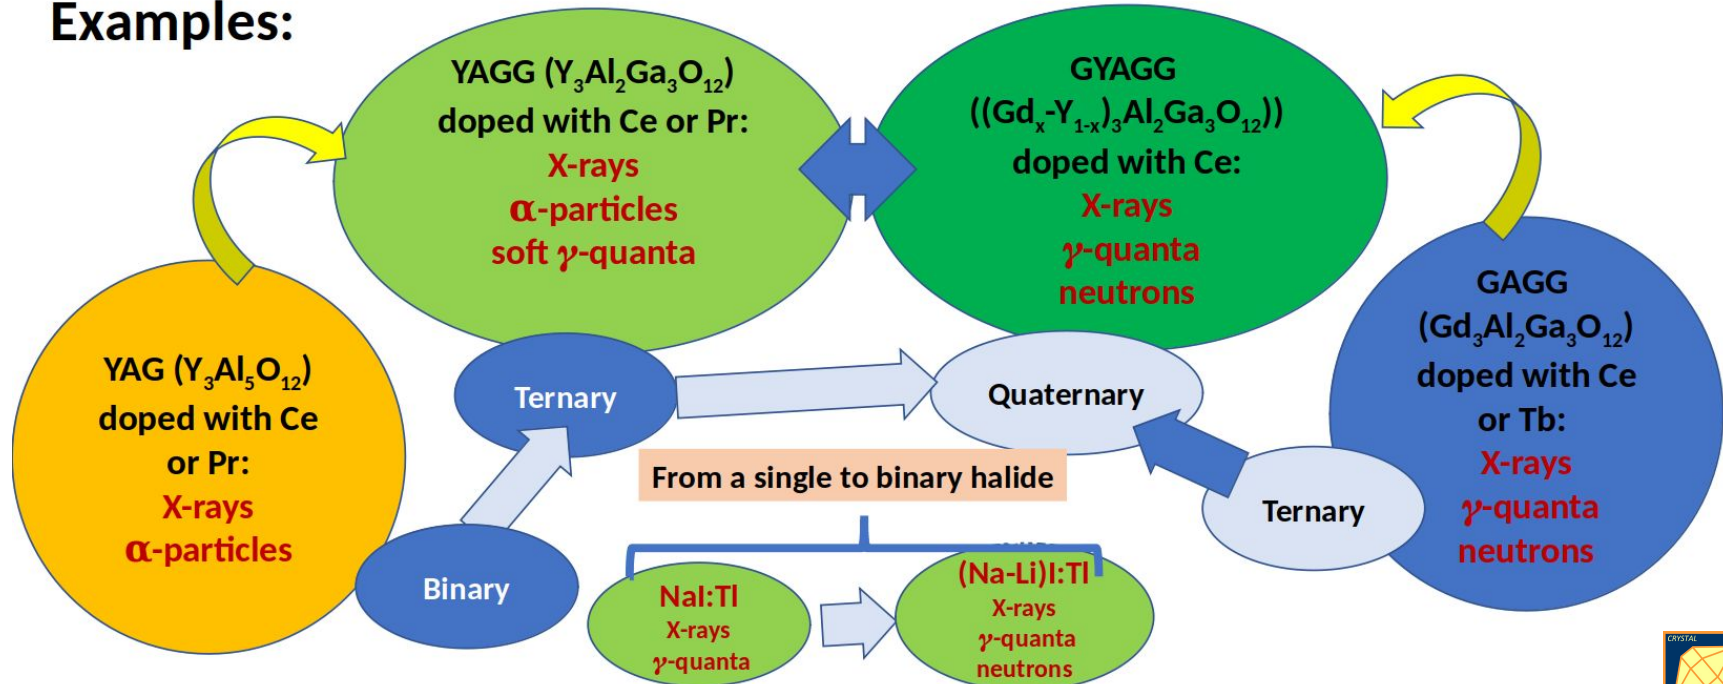 Examples:
YAGG (Y₃Al₂Ga₃O₁₂)
doped with Ce or Pr:
X-rays
α-particles
soft γ-quanta
GYAGG
((Gdₓ-Y₁₋ₓ)₃Al₂Ga₃O₁₂))
doped with Ce:
X-rays
γ-quanta
neutrons
YAG (Y₃Al₅O₁₂)
doped with Ce
or Pr:
X-rays
α-particles
GAGG
(Gd₃Al₂Ga₃O₁₂)
doped with Ce
or Tb:
X-rays
γ-quanta
neutrons
Ternary
Quaternary
Binary
Ternary
From a single to binary halide
NaI:Tl
X-rays
γ-quanta
(Na-Li)I:Tl
X-rays
γ-quanta
neutrons
CRYSTAL